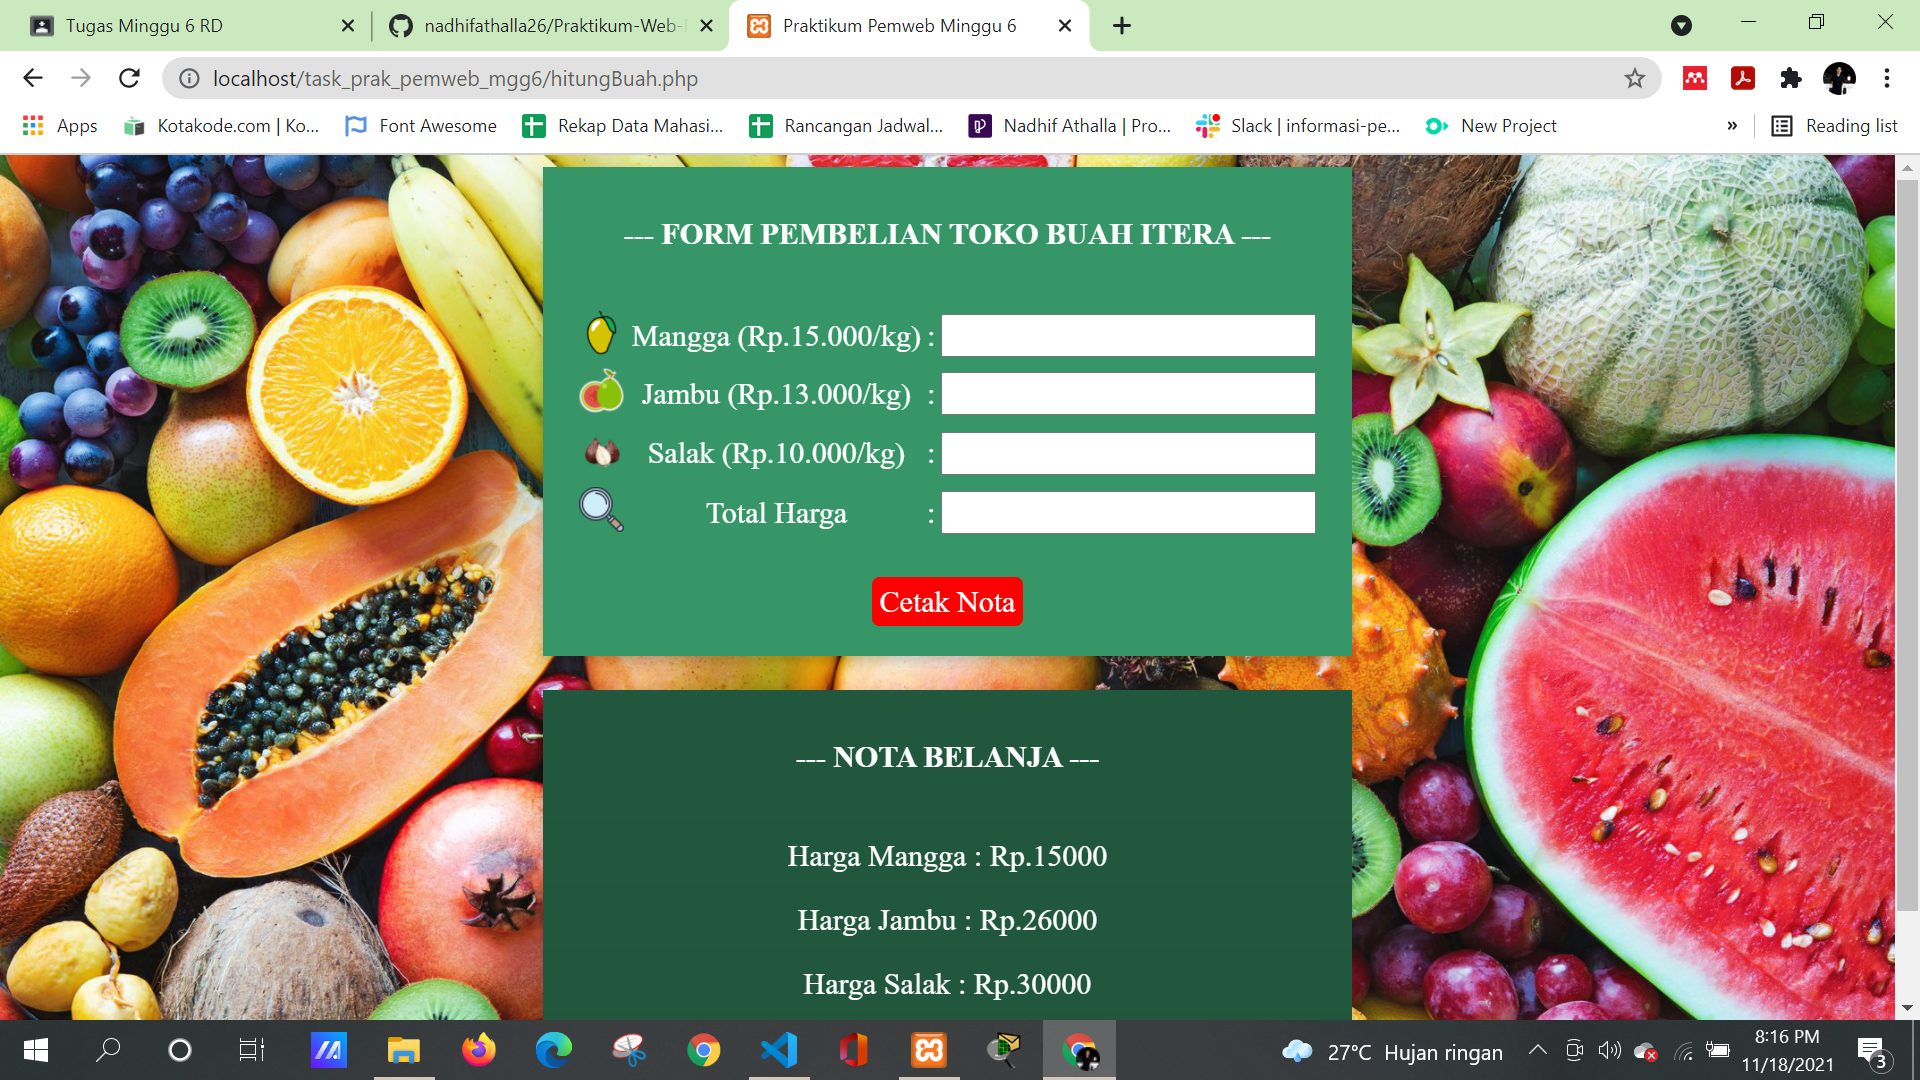 Tugas Minggu 6 RD
nadhifathalla26/Praktikum-Web-
Praktikum Pemweb Minggu 6
localhost/task_prak_pemweb_mgg6/hitungBuah.php
Apps
Kotakode.com | Ko...
Font Awesome
Rekap Data Mahasi...
Rancangan Jadwal...
Nadhif Athalla | Pro...
Slack | informasi-pe...
New Project
»
Reading list
--- FORM PEMBELIAN TOKO BUAH ITERA ---
Mangga (Rp.15.000/kg) :
Jambu (Rp.13.000/kg) :
Salak (Rp.10.000/kg) :
Total Harga :
Cetak Nota
--- NOTA BELANJA ---
Harga Mangga : Rp.15000
Harga Jambu : Rp.26000
Harga Salak : Rp.30000
27°C Hujan ringan
8:16 PM
11/18/2021
3